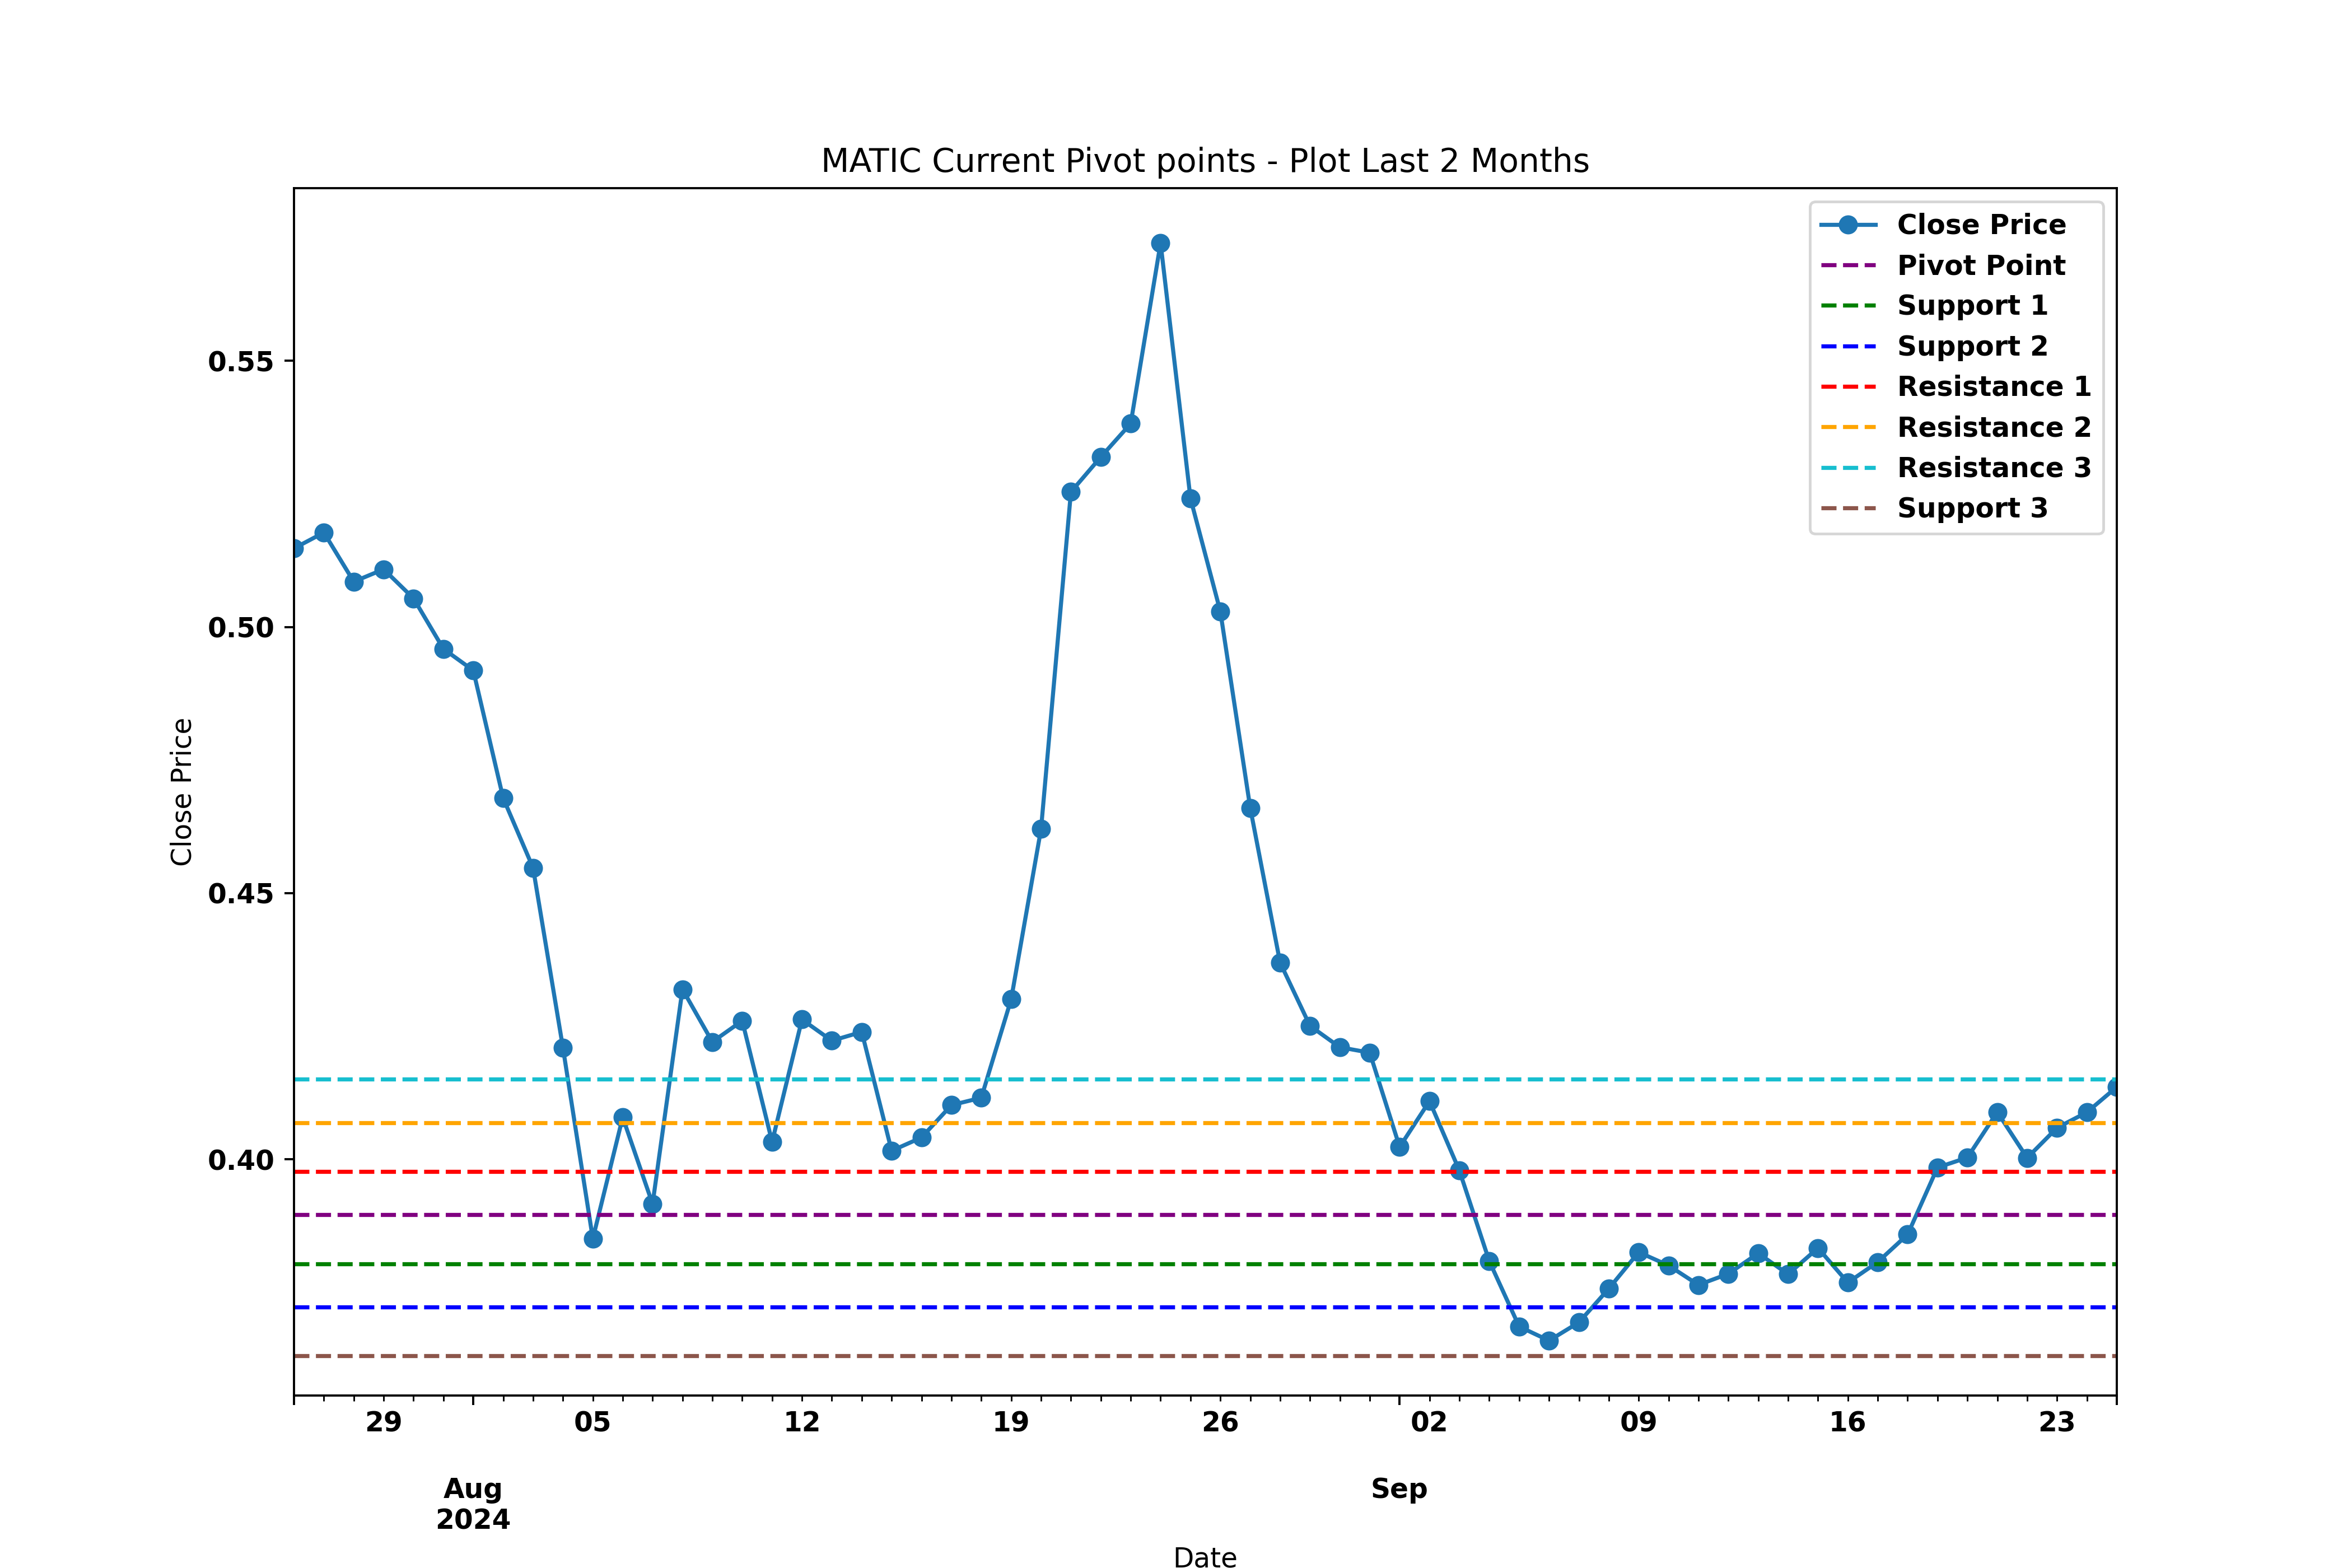 MATIC Current Pivot points - Plot Last 2 Months
Close Price
Pivot Point
Support 1
Support 2
Resistance 1
Resistance 2
Resistance 3
Support 3
0.55
0.50
0.45
0.40
Close Price
29 05 12 19 26 02 09 16 23
Aug Sep
2024
Date